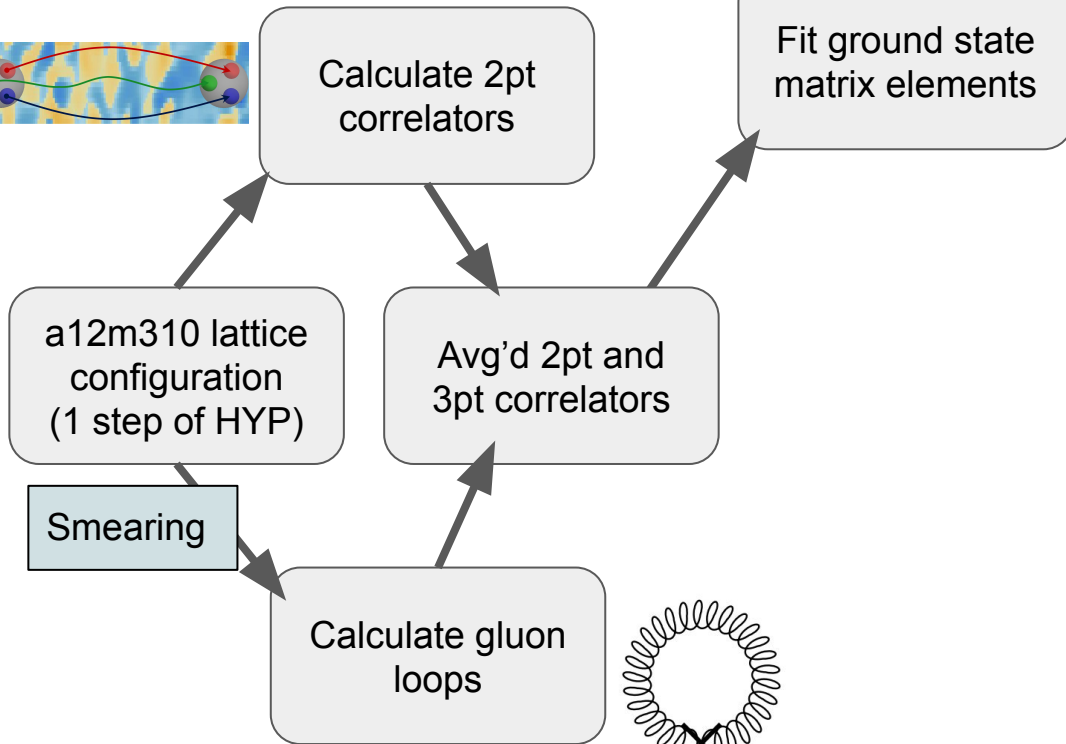 Calculate 2pt
correlators
Fit ground state
matrix elements
a12m310 lattice
configuration
(1 step of HYP)
Avg’d 2pt and
3pt correlators
Smearing
Calculate gluon
loops